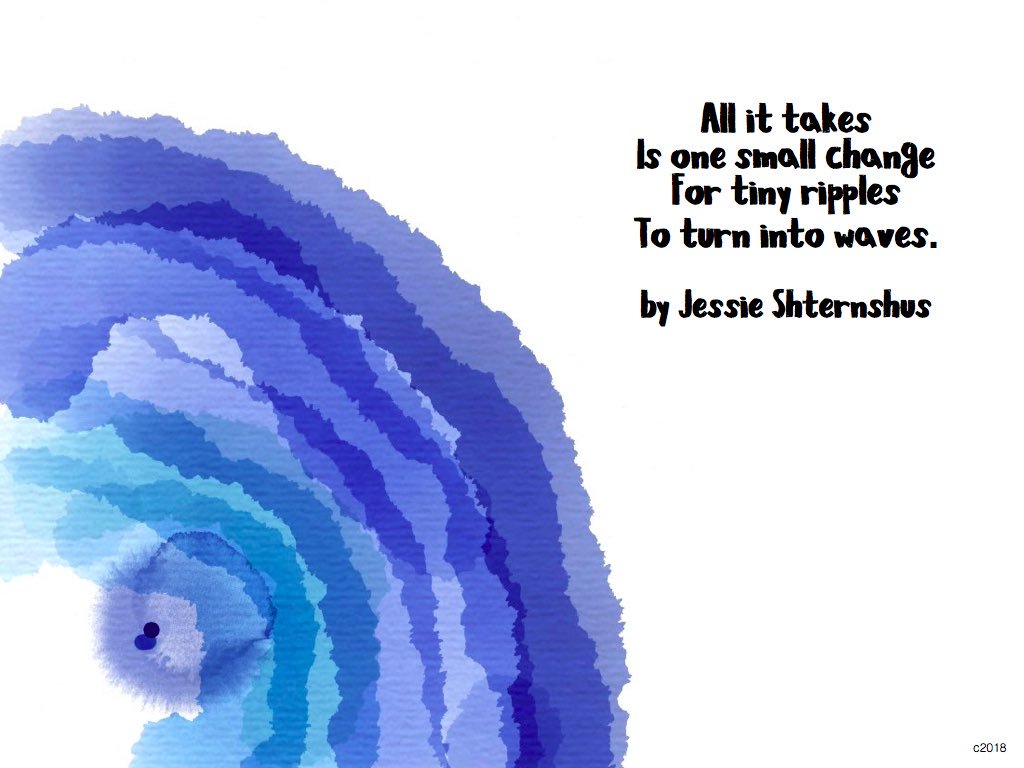 All it takes
Is one small change
For tiny ripples
To turn into waves.
by Jessie Shternshus
c2018